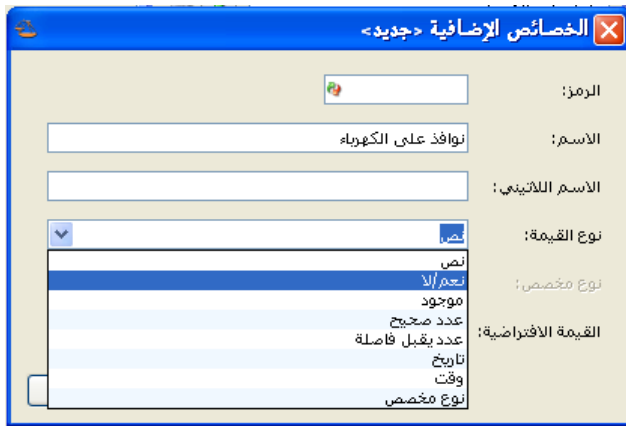 الخصائص الإضافية <جديد>
الرمز:
الاسم: نوافذ على الكهرباء
الاسم اللاتيني:
نوع القيمة: نص
نص
نعم/لا
نوع مخصص:
موجود
عدد صحيح
القيمة الافتراضية:
عدد يقبل فاصلة
تاريخ
وقت
نوع مخصص